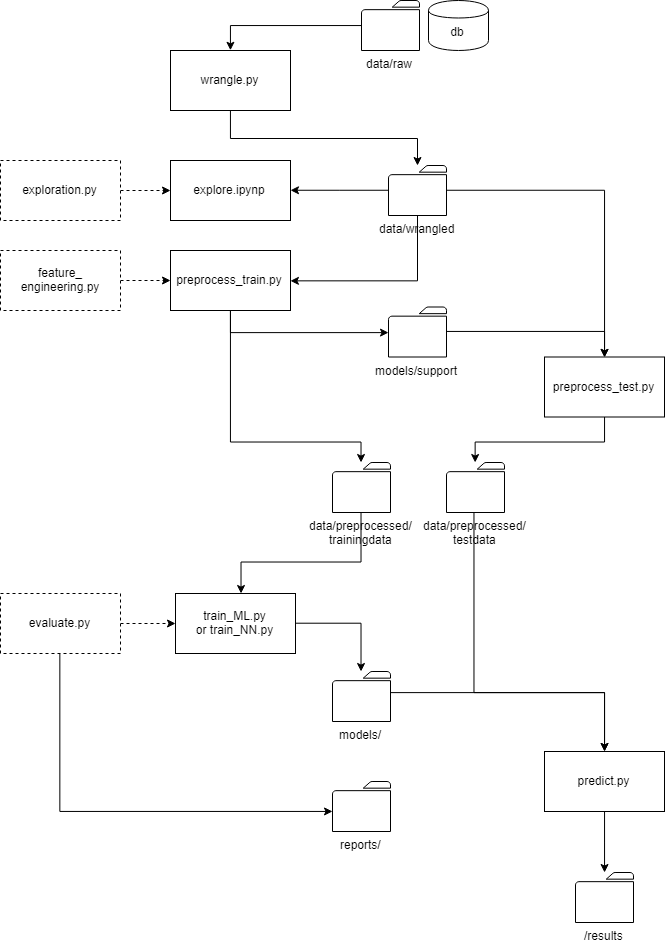 db
data/raw
wrangle.py
exploration.py
explore.ipynp
data/wrangled
feature_
engineering.py
preprocess_train.py
models/support
preprocess_test.py
data/preprocessed/
trainingdata
data/preprocessed/
testdata
evaluate.py
train_ML.py
or train_NN.py
models/
predict.py
reports/
/results